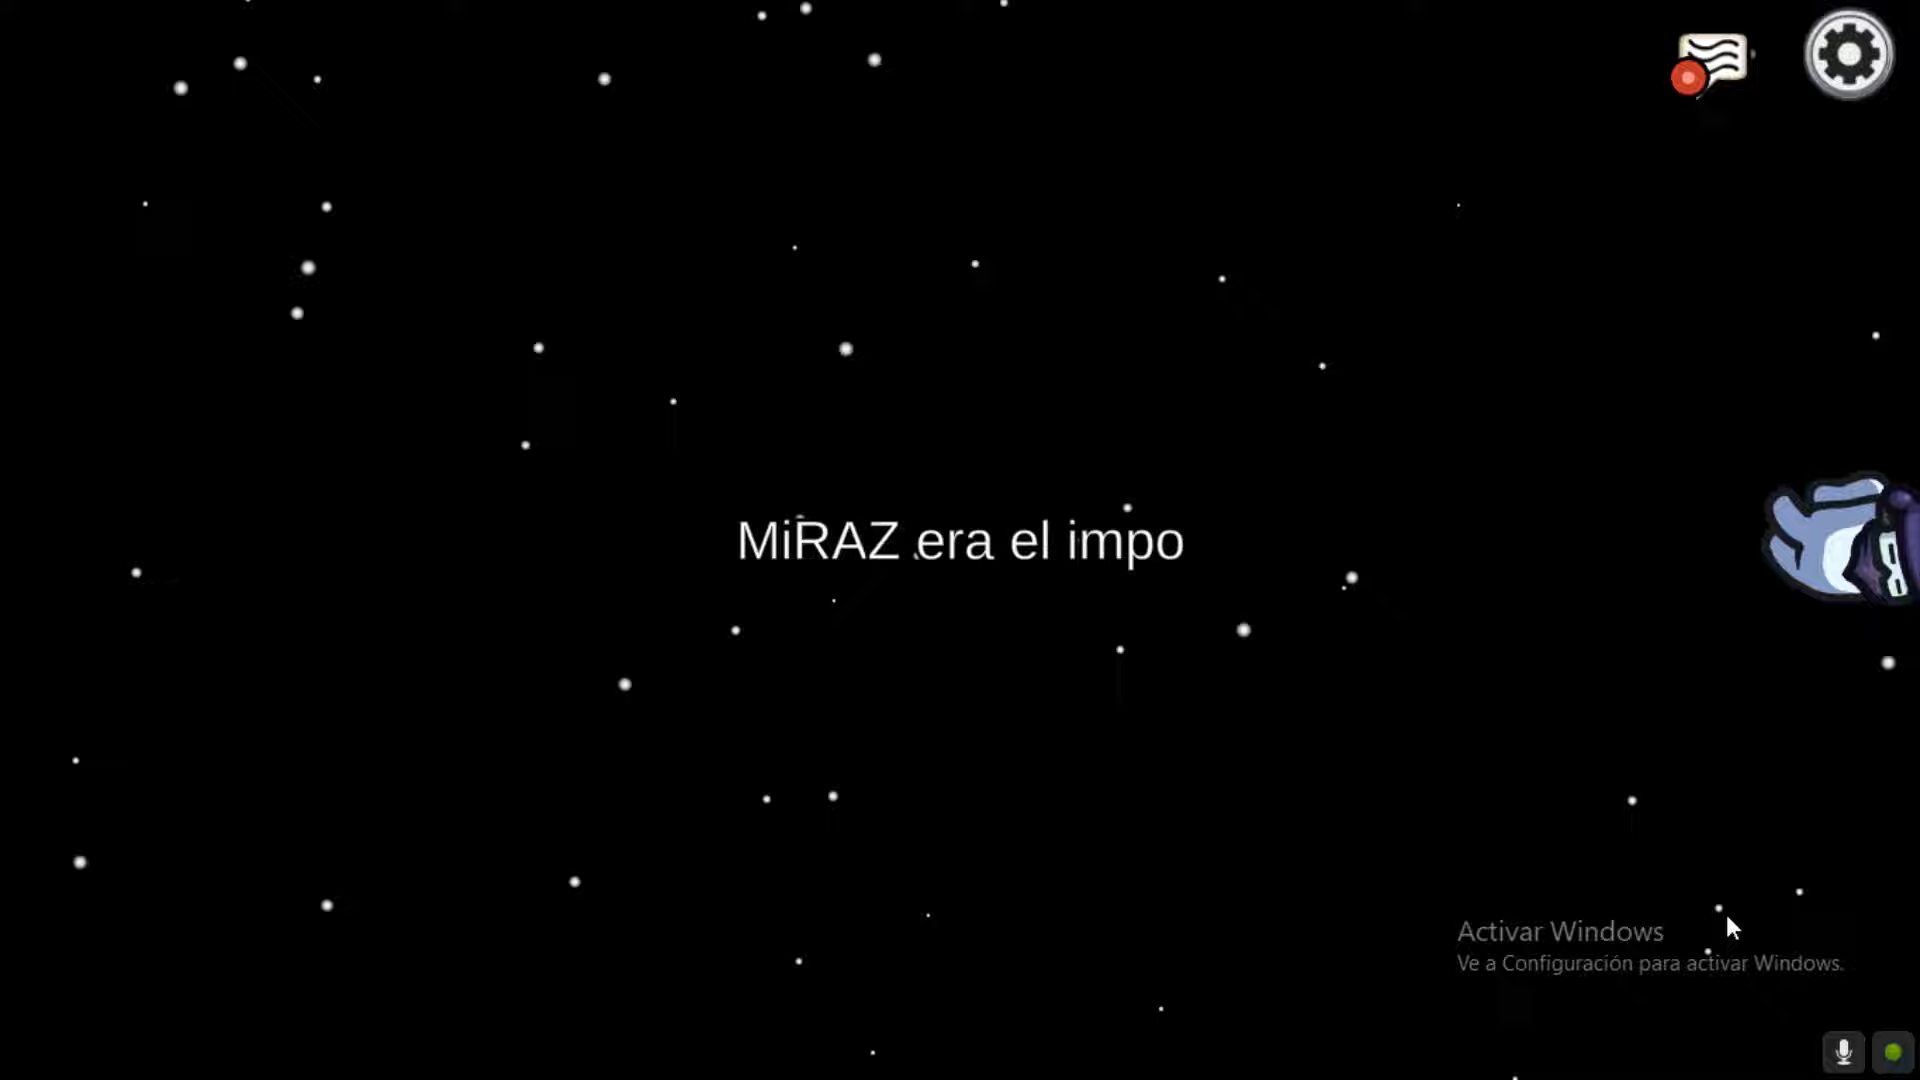 MiRAZ era el impo
Activar Windows
Ve a Configuración para activar Windows.